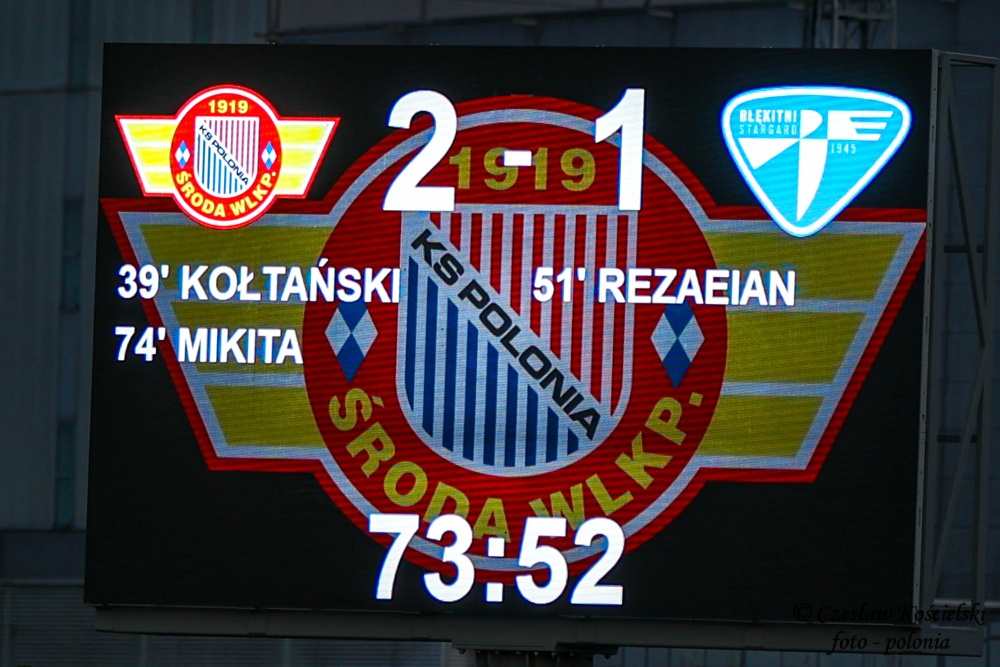 1919
KS POLONIA
ŚRODA WLKP.
2 - 1
BŁĘKITNI
STARGARD
1945
1919
39' KOŁTAŃSKI
51' REZAEIAN
74' MIKITA
KS POLONIA
ŚRODA WLKP.
73:52
© Czesław Kościelski
foto - polonia